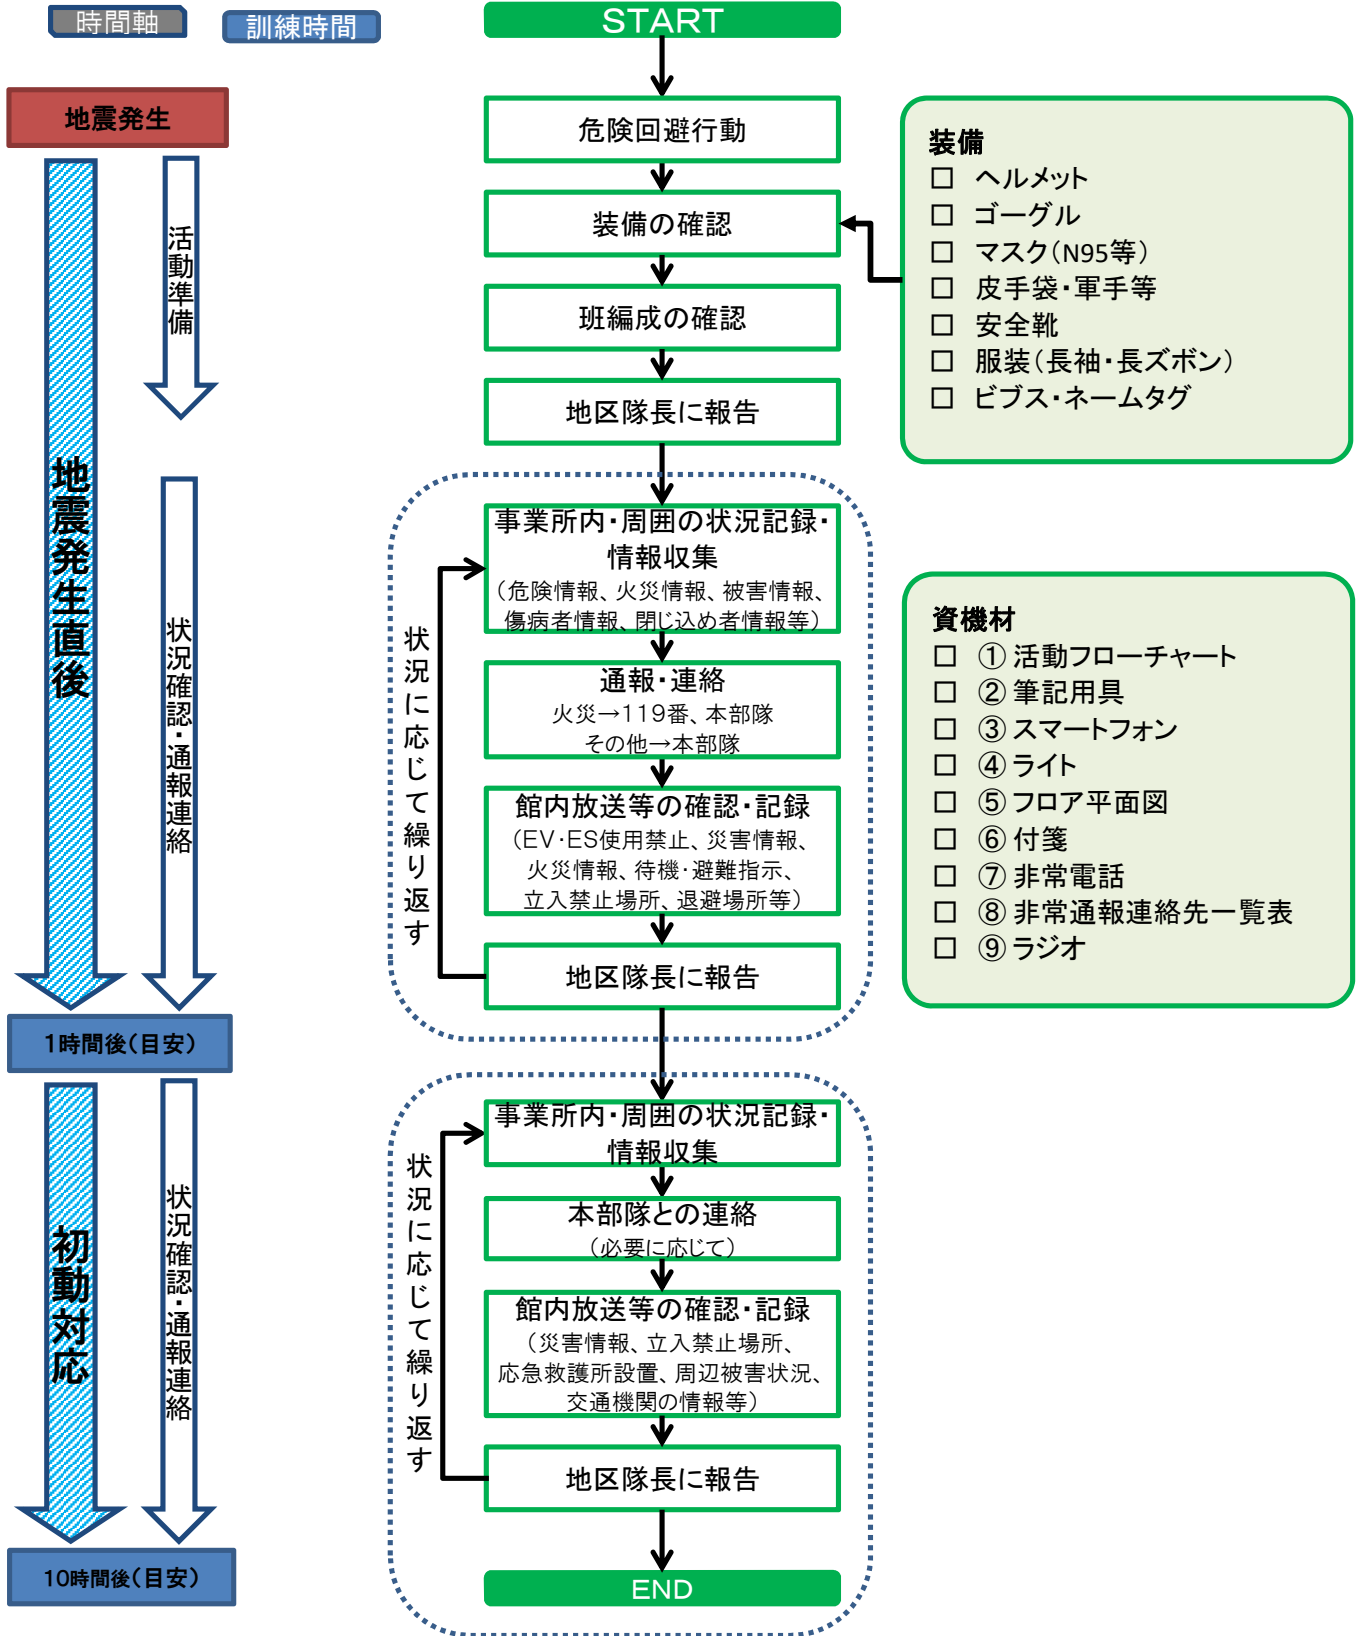 時間軸
訓練時間
START
地震発生
活動準備
地震発生直後
状況確認・通報連絡
1時間後(目安)
初動対応
状況確認・通報連絡
10時間後(目安)
危険回避行動
装備の確認
班編成の確認
地区隊長に報告
事業所内・周囲の状況記録・
情報収集
(危険情報、火災情報、被害情報、
傷病者情報、閉じ込め者情報等)
通報・連絡
火災→119番、本部隊
その他→本部隊
館内放送等の確認・記録
(EV・ES使用禁止、災害情報、
火災情報、待機・避難指示、
立入禁止場所、退避場所等)
地区隊長に報告
状況に応じて繰り返す
事業所内・周囲の状況記録・
情報収集
本部隊との連絡
(必要に応じて)
館内放送等の確認・記録
(災害情報、立入禁止場所、
応急救護所設置、周辺被害状況、
交通機関の情報等)
地区隊長に報告
状況に応じて繰り返す
END
装備
□ ヘルメット
□ ゴーグル
□ マスク(N95等)
□ 皮手袋・軍手等
□ 安全靴
□ 服装(長袖・長ズボン)
□ ビブス・ネームタグ
資機材
□ ①活動フローチャート
□ ②筆記用具
□ ③スマートフォン
□ ④ライト
□ ⑤フロア平面図
□ ⑥付箋
□ ⑦非常電話
□ ⑧非常通報連絡先一覧表
□ ⑨ラジオ